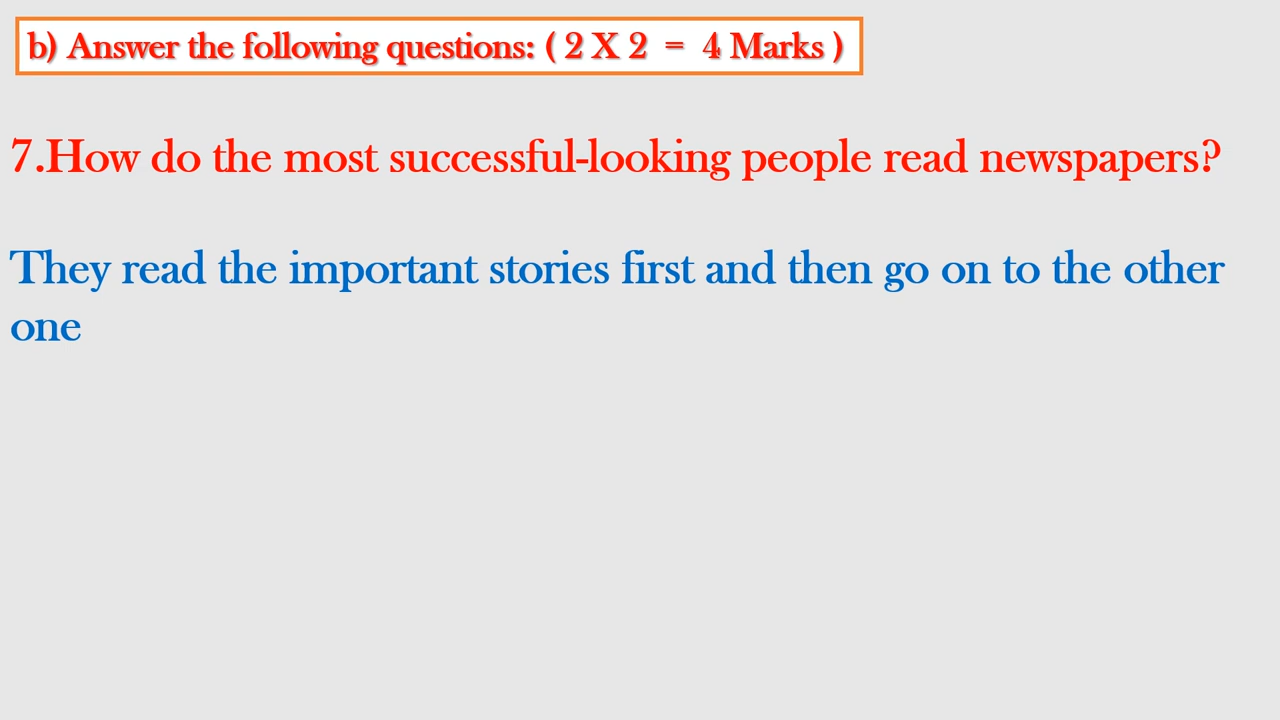 b) Answer the following questions: ( 2 X 2 = 4 Marks )
7.How do the most successful-looking people read newspapers?
They read the important stories first and then go on to the other
one